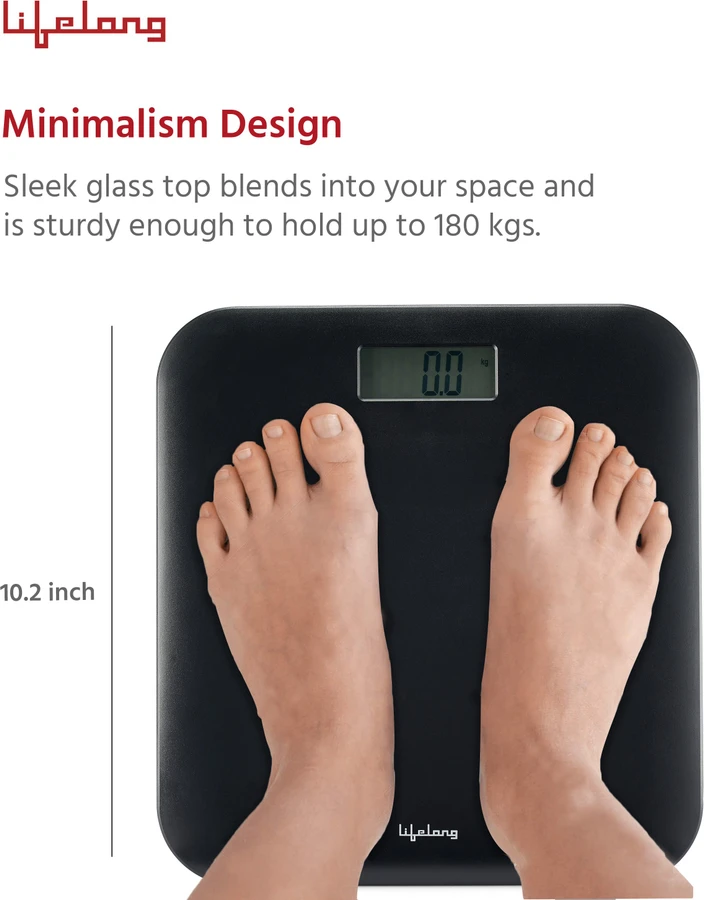 lifelong
Minimalism Design
Sleek glass top blends into your space and
is sturdy enough to hold up to 180 kgs.
0.0 kg
10.2 inch
lifelong